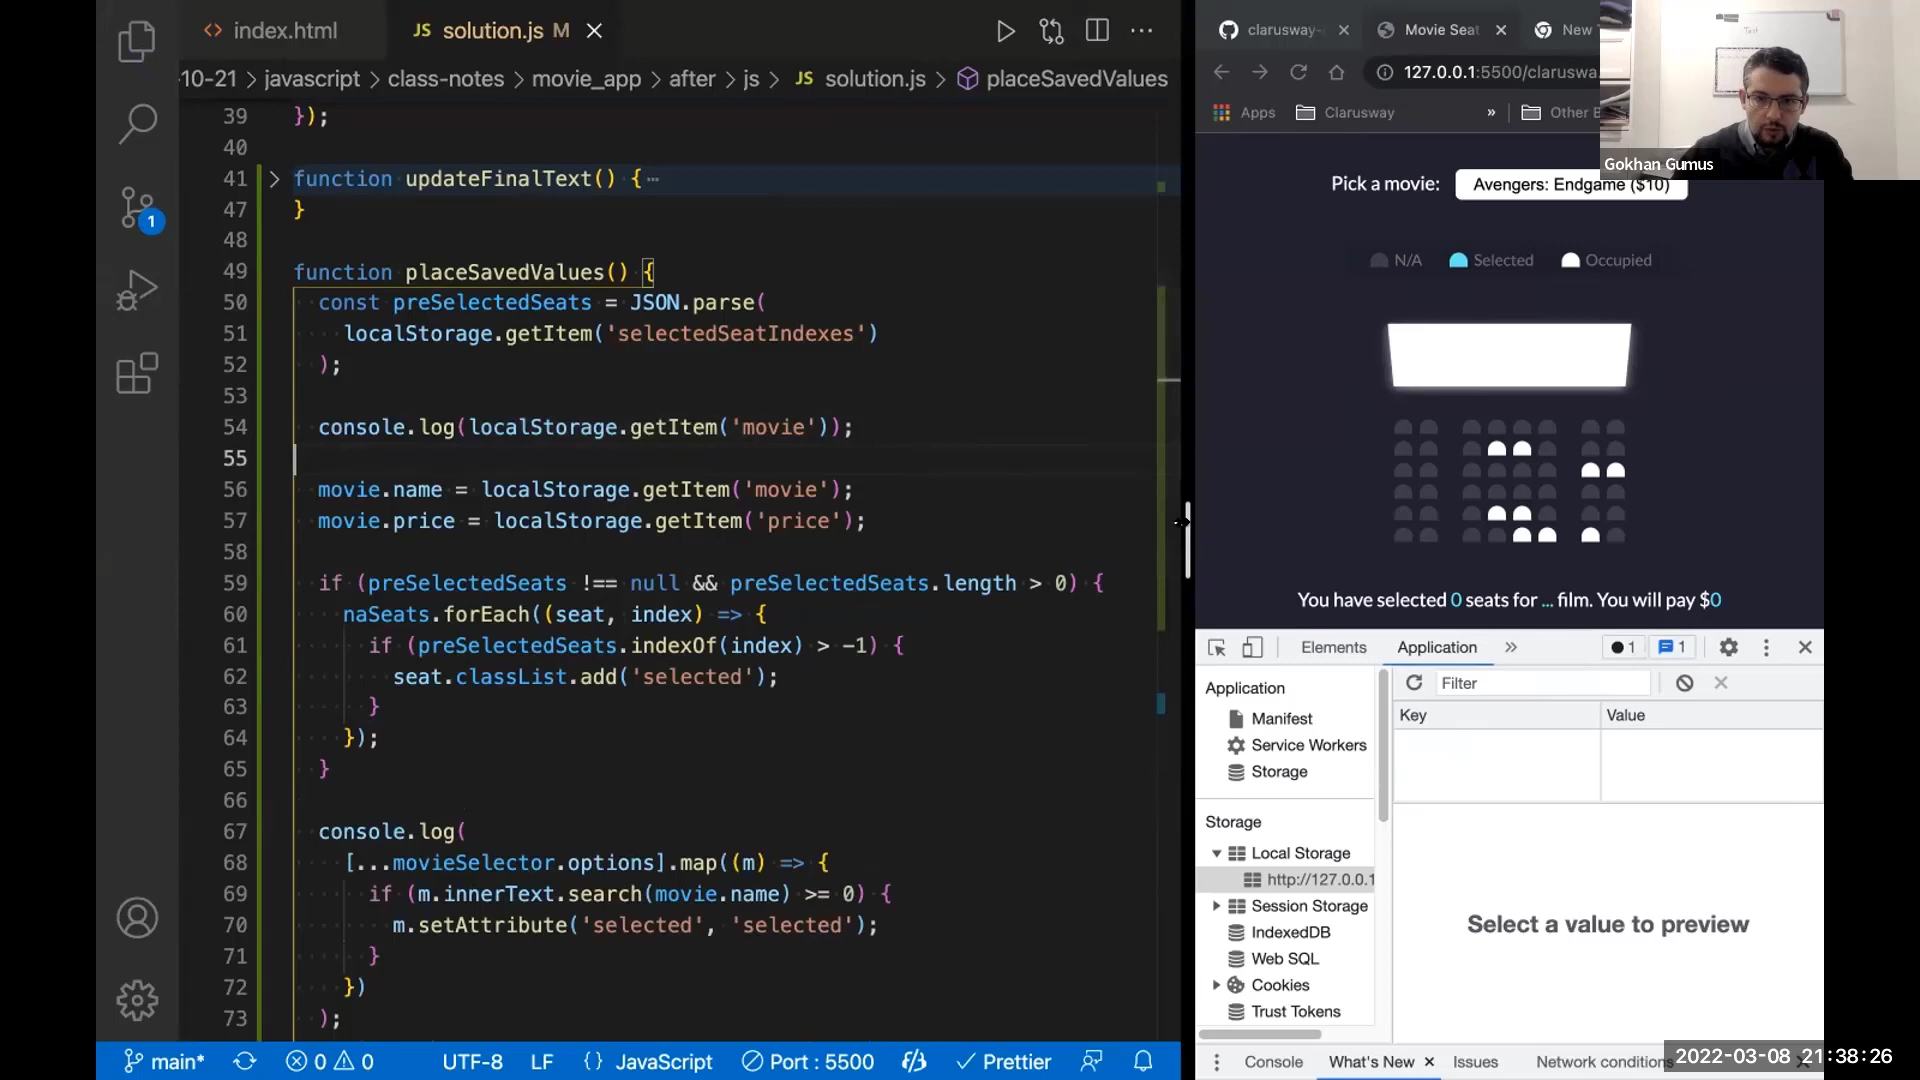 index.html
JS solution.js M
-10-21 > javascript > class-notes > movie_app > after > js > JS solution.js > placeSavedValues
39 });
40
41 function updateFinalText() { ⋯
47 }
48
49 function placeSavedValues() {
50 const preSelectedSeats = JSON.parse(
51 localStorage.getItem('selectedSeatIndexes')
52 );
53
54 console.log(localStorage.getItem('movie'));
55
56 movie.name = localStorage.getItem('movie');
57 movie.price = localStorage.getItem('price');
58
59 if (preSelectedSeats !== null && preSelectedSeats.length > 0) {
60 naSeats.forEach((seat, index) => {
61 if (preSelectedSeats.indexOf(index) > -1) {
62 seat.classList.add('selected');
63 }
64 });
65 }
66
67 console.log(
68 [...movieSelector.options].map((m) => {
69 if (m.innerText.search(movie.name) >= 0) {
70 m.setAttribute('selected', 'selected');
71 }
72 })
73 );
1
main* 0 0 UTF-8 LF {} JavaScript Port : 5500 Prettier
clarusway- Movie Seat New
127.0.0.1:5500/claruswa
Apps Clarusway » Other B
Gokhan Gumus
Pick a movie: Avengers: Endgame ($10)
N/A Selected Occupied
You have selected 0 seats for ... film. You will pay $0
Elements Application » 1 1
Application
Manifest
Service Workers
Storage
Storage
Local Storage
http://127.0.0.1
Session Storage
IndexedDB
Web SQL
Cookies
Trust Tokens
Filter
Key Value
Select a value to preview
Console What's New Issues Network conditions
2022-03-08 21:38:26